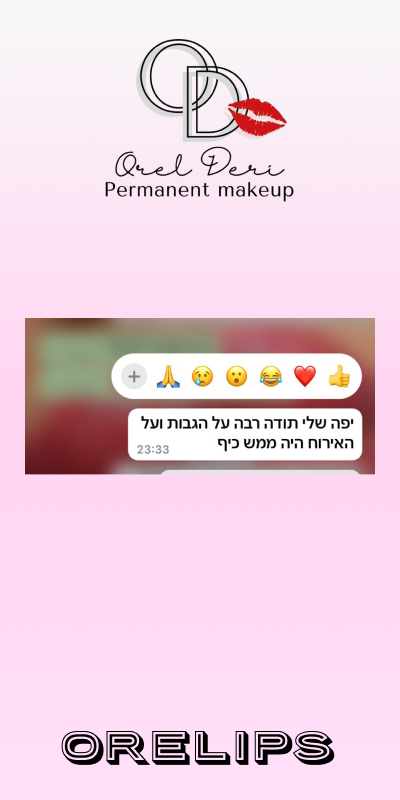 OD
Orel Deri
Permanent makeup
יפה שלי תודה רבה על הגבות ועל
האירוח היה ממש כיף
23:33
ORELIPS